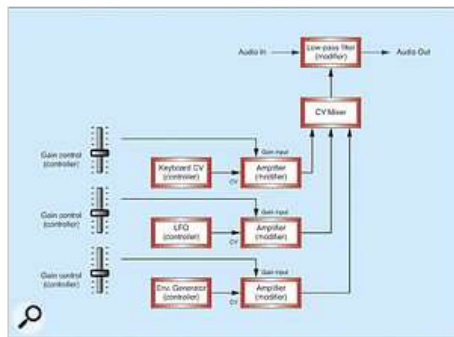 Audio In
Low-pass filter
(modifier)
Audio Out
CV Mixer
Gain control
(controller)
Gain input
Keyboard CV
(controller)
CV
Amplifier
(modifier)
Gain control
(controller)
Gain input
LFO
(controller)
CV
Amplifier
(modifier)
Gain control
(controller)
Gain input
Env. Generator
(controller)
CV
Amplifier
(modifier)